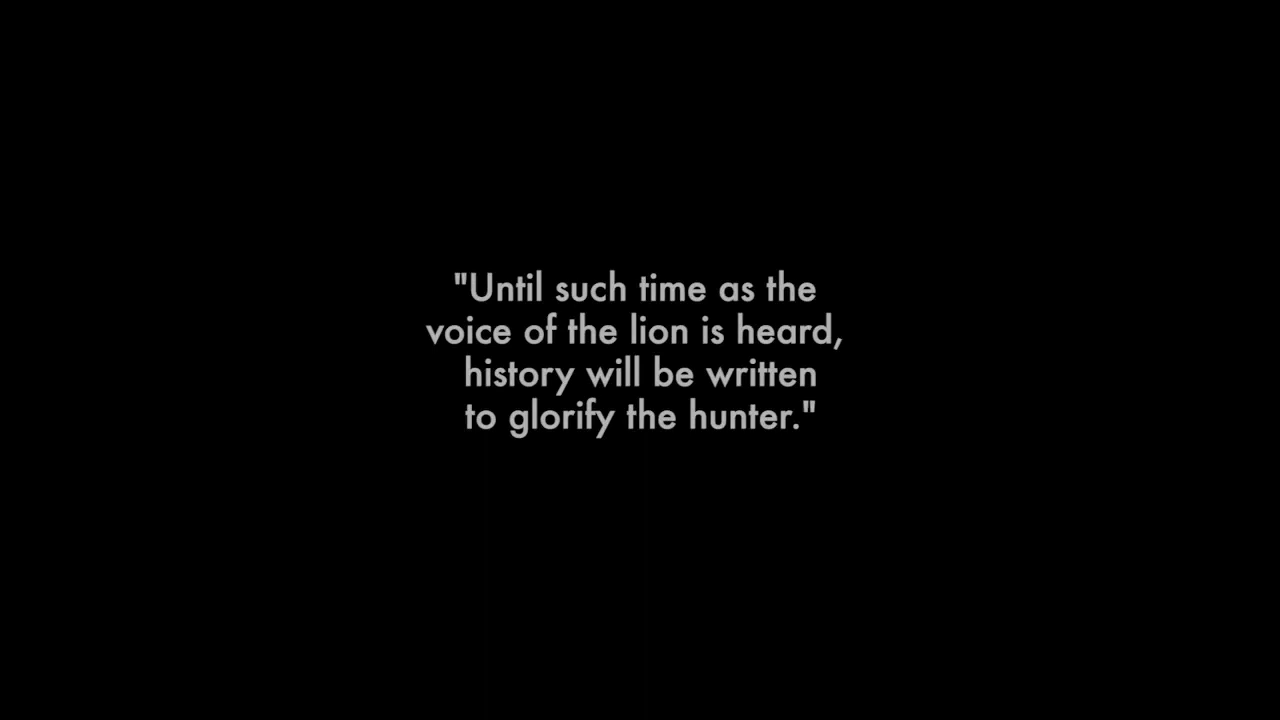 "Until such time as the
voice of the lion is heard,
history will be written
to glorify the hunter."